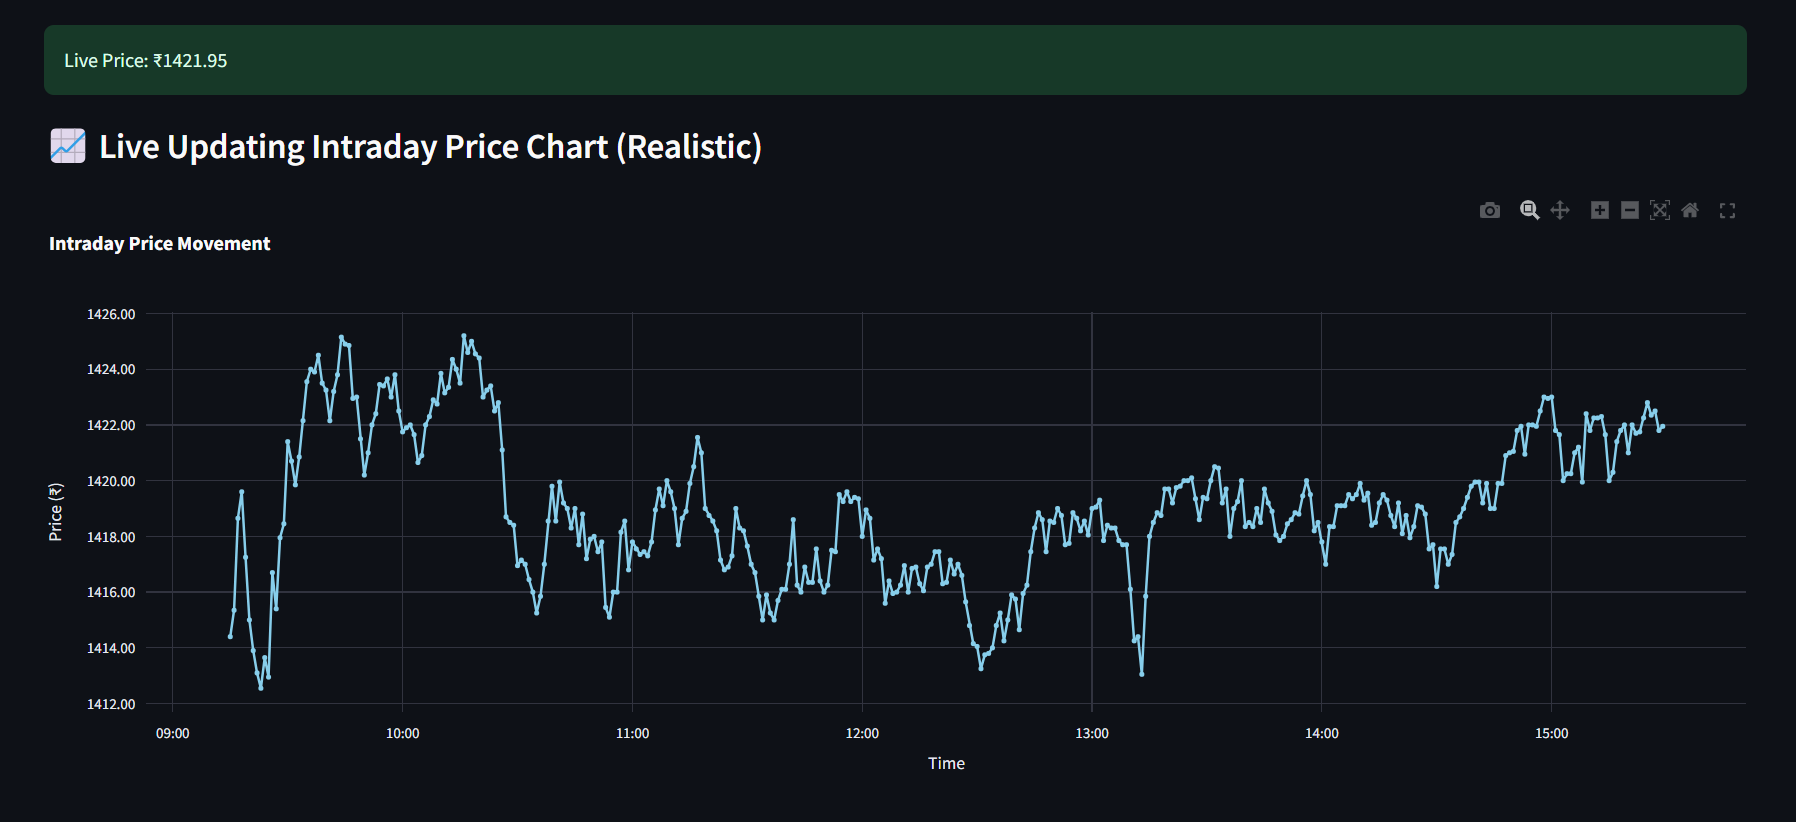 Live Price: ₹1421.95
Live Updating Intraday Price Chart (Realistic)
Intraday Price Movement
1426.00
1424.00
1422.00
1420.00
1418.00
1416.00
1414.00
1412.00
Price (₹)
09:00 10:00 11:00 12:00 13:00 14:00 15:00
Time